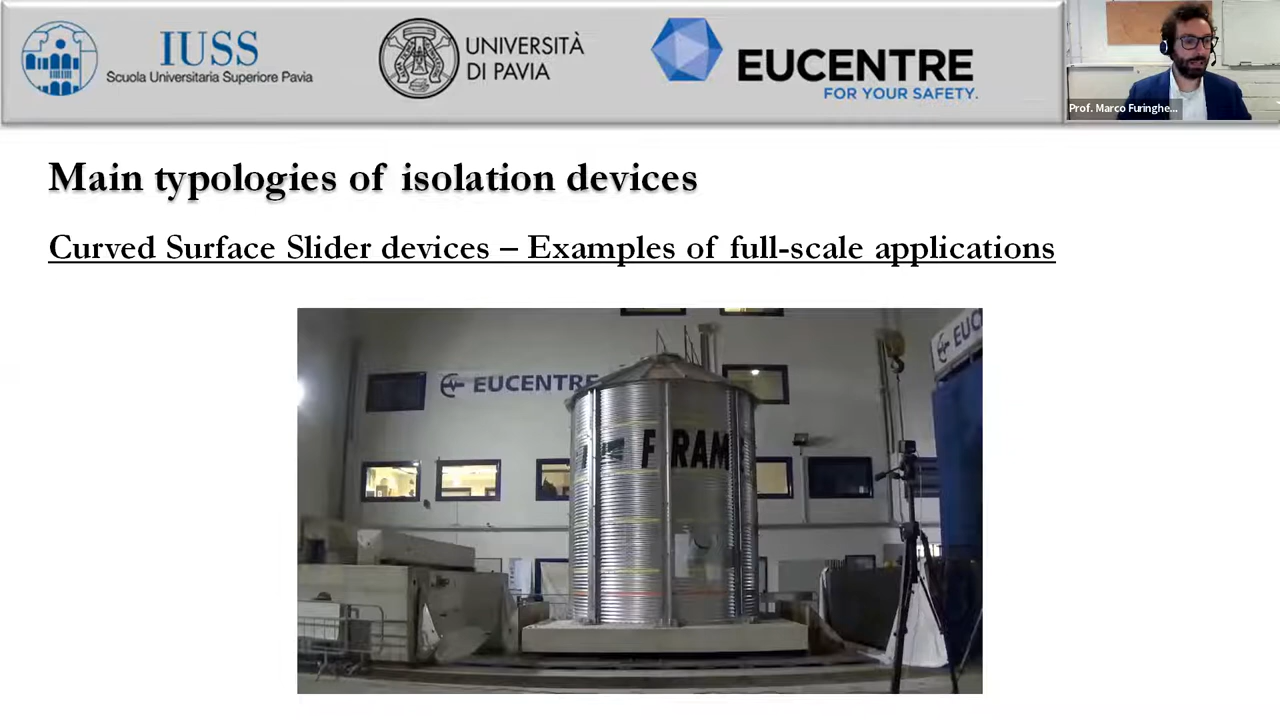 IUSS
Scuola Universitaria Superiore Pavia
UNIVERSITÀ
DI PAVIA
EUCENTRE
FOR YOUR SAFETY.
Prof. Marco Furinghe...
Main typologies of isolation devices
Curved Surface Slider devices – Examples of full-scale applications
EUCENTRE
EUC
FRAM